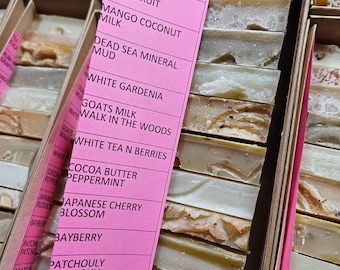 FRUIT
MANGO COCONUT
MILK
DEAD SEA MINERAL
MUD
WHITE GARDENIA
GOATS MILK
WALK IN THE WOODS
WHITE TEA N BERRIES
COCOA BUTTER
PEPPERMINT
JAPANESE CHERRY
BLOSSOM
BAYBERRY
PATCHOULY